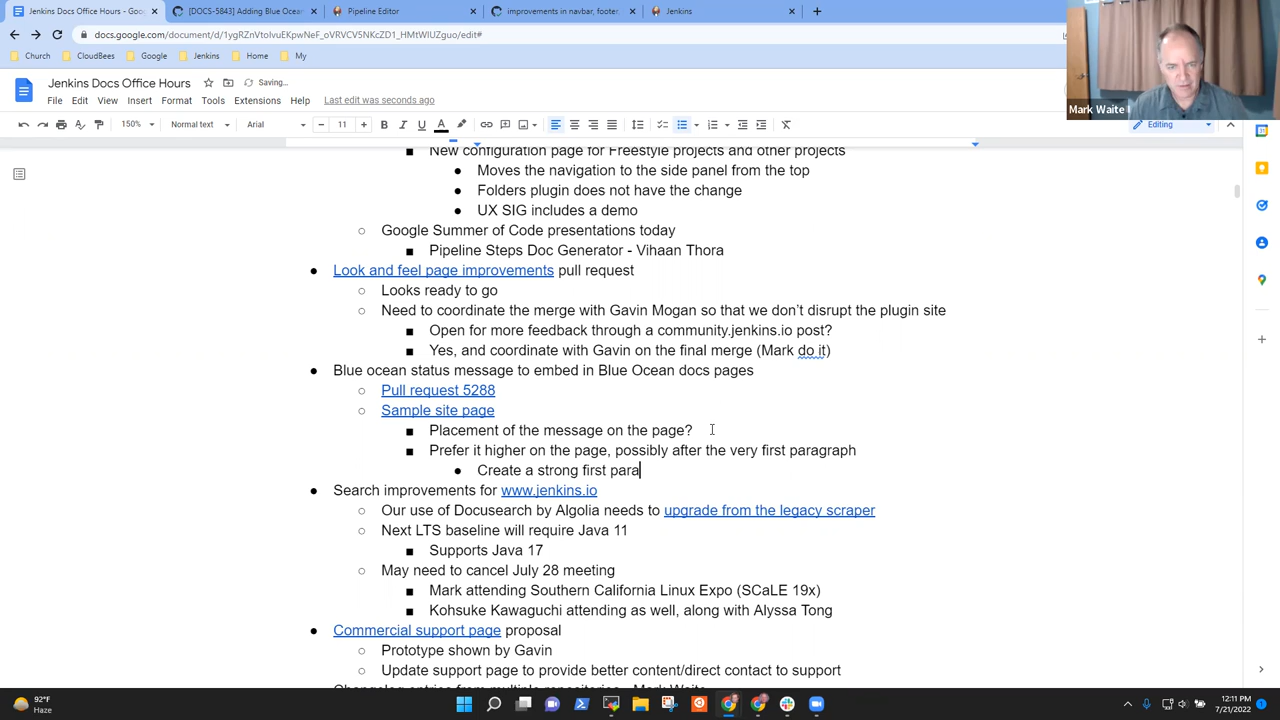 Jenkins Docs Office Hours - Goo
[DOCS-5843] Adding Blue Ocean
Pipeline Editor
improvements in navbar, footer,
Jenkins
docs.google.com/document/d/1ygRZnVtoIvuEKpwNeF_oVRVCV5NKcZD1_HMtWIUZguo/edit#
Church
CloudBees
Google
Jenkins
Home
My
Jenkins Docs Office Hours
Saving...
File Edit View Insert Format Tools Extensions Help Last edit was seconds ago
150% Normal text Arial 11 Editing
Mark Waite
New configuration page for Freestyle projects and other projects
Moves the navigation to the side panel from the top
Folders plugin does not have the change
UX SIG includes a demo
Google Summer of Code presentations today
Pipeline Steps Doc Generator - Vihaan Thora
Look and feel page improvements pull request
Looks ready to go
Need to coordinate the merge with Gavin Mogan so that we don’t disrupt the plugin site
Open for more feedback through a community.jenkins.io post?
Yes, and coordinate with Gavin on the final merge (Mark do it)
Blue ocean status message to embed in Blue Ocean docs pages
Pull request 5288
Sample site page
Placement of the message on the page?
Prefer it higher on the page, possibly after the very first paragraph
Create a strong first para
Search improvements for www.jenkins.io
Our use of Docusearch by Algolia needs to upgrade from the legacy scraper
Next LTS baseline will require Java 11
Supports Java 17
May need to cancel July 28 meeting
Mark attending Southern California Linux Expo (SCaLE 19x)
Kohsuke Kawaguchi attending as well, along with Alyssa Tong
Commercial support page proposal
Prototype shown by Gavin
Update support page to provide better content/direct contact to support
Changelog entries from multiple repositories - Mark Waite
92°F
Haze
12:11 PM
7/21/2022